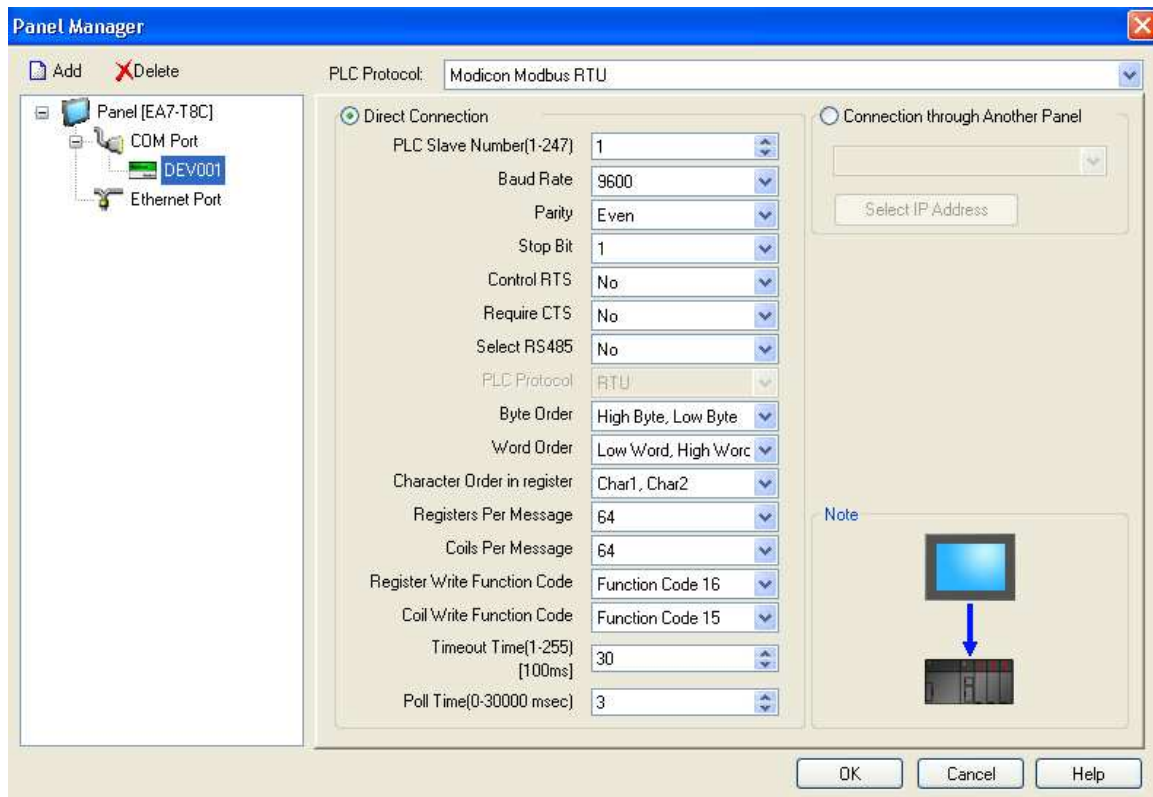 Panel Manager
Add Delete
PLC Protocol: Modicon Modbus RTU
Panel [EA7-T8C]
COM Port
DEV001
Ethernet Port
Direct Connection
PLC Slave Number(1-247) 1
Baud Rate 9600
Parity Even
Stop Bit 1
Control RTS No
Require CTS No
Select RS485 No
PLC Protocol RTU
Byte Order High Byte, Low Byte
Word Order Low Word, High Word
Character Order in register Char1, Char2
Registers Per Message 64
Coils Per Message 64
Register Write Function Code Function Code 16
Coil Write Function Code Function Code 15
Timeout Time(1-255)
[100ms] 30
Poll Time(0-30000 msec) 3
Connection through Another Panel
Select IP Address
Note
OK Cancel Help